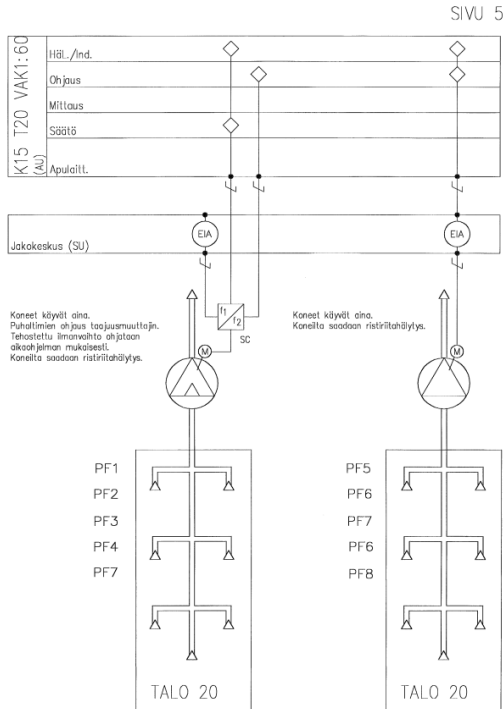 SIVU 5
K15 T20 VAK1:60
(AU)
Häl./Ind.
Ohjaus
Mittaus
Säätö
Apulaitt.
Jakokeskus (SU)
EIA
EIA
Koneet käyvät aina.
Puhaltimien ohjaus taajuusmuuttajin.
Tehostettu ilmanvaihto ohjataan
aikaohjelman mukaisesti.
Koneilta saadaan ristiriitahälytys.
f1
f2
SC
M
Koneet käyvät aina.
Koneilta saadaan ristiriitahälytys.
M
PF1
PF2
PF3
PF4
PF7
PF5
PF6
PF7
PF6
PF8
TALO 20
TALO 20